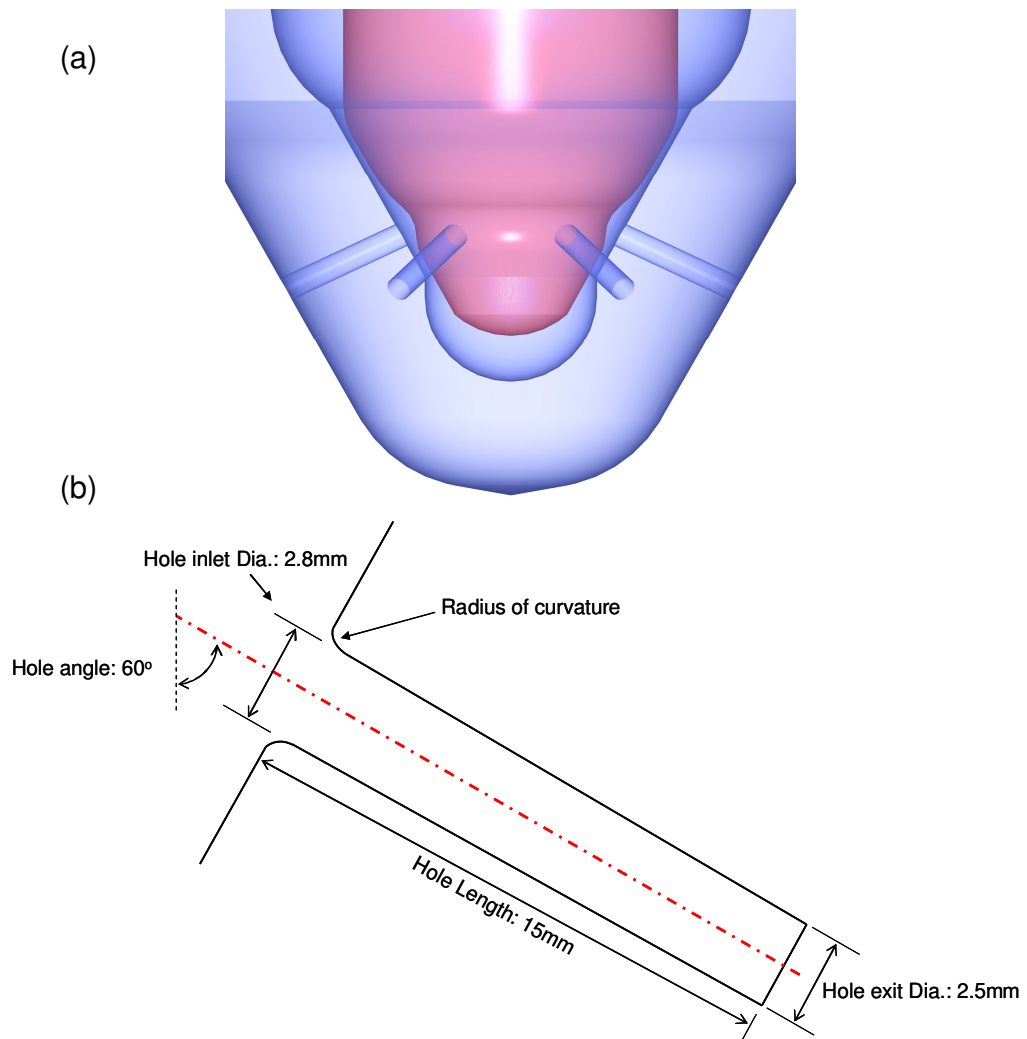 (a)
(b)
Hole inlet Dia.: 2.8mm
Radius of curvature
Hole angle: 60º
Hole Length: 15mm
Hole exit Dia.: 2.5mm